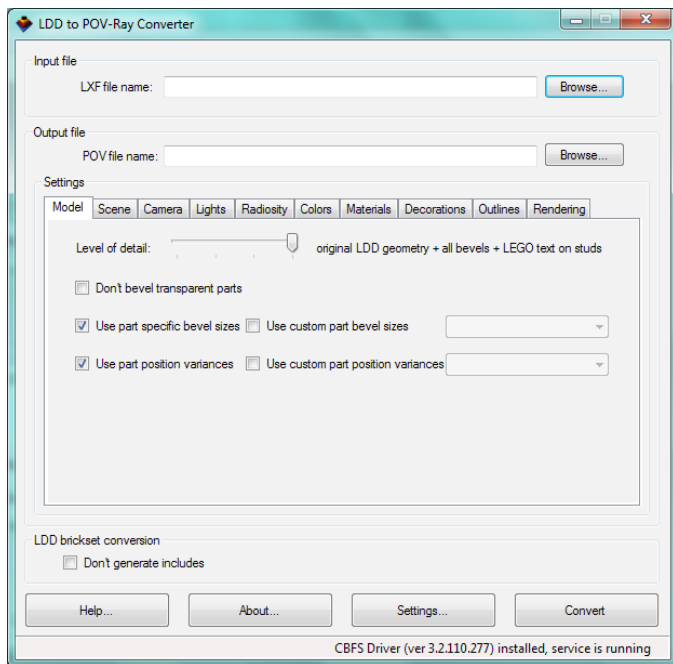 LDD to POV-Ray Converter
Input file
LXF file name: Browse...
Output file
POV file name: Browse...
Settings
Model Scene Camera Lights Radiosity Colors Materials Decorations Outlines Rendering
Level of detail: original LDD geometry + all bevels + LEGO text on studs
Don't bevel transparent parts
Use part specific bevel sizes Use custom part bevel sizes
Use part position variances Use custom part position variances
LDD brickset conversion
Don't generate includes
Help... About... Settings... Convert
CBFS Driver (ver 3.2.110.277) installed, service is running